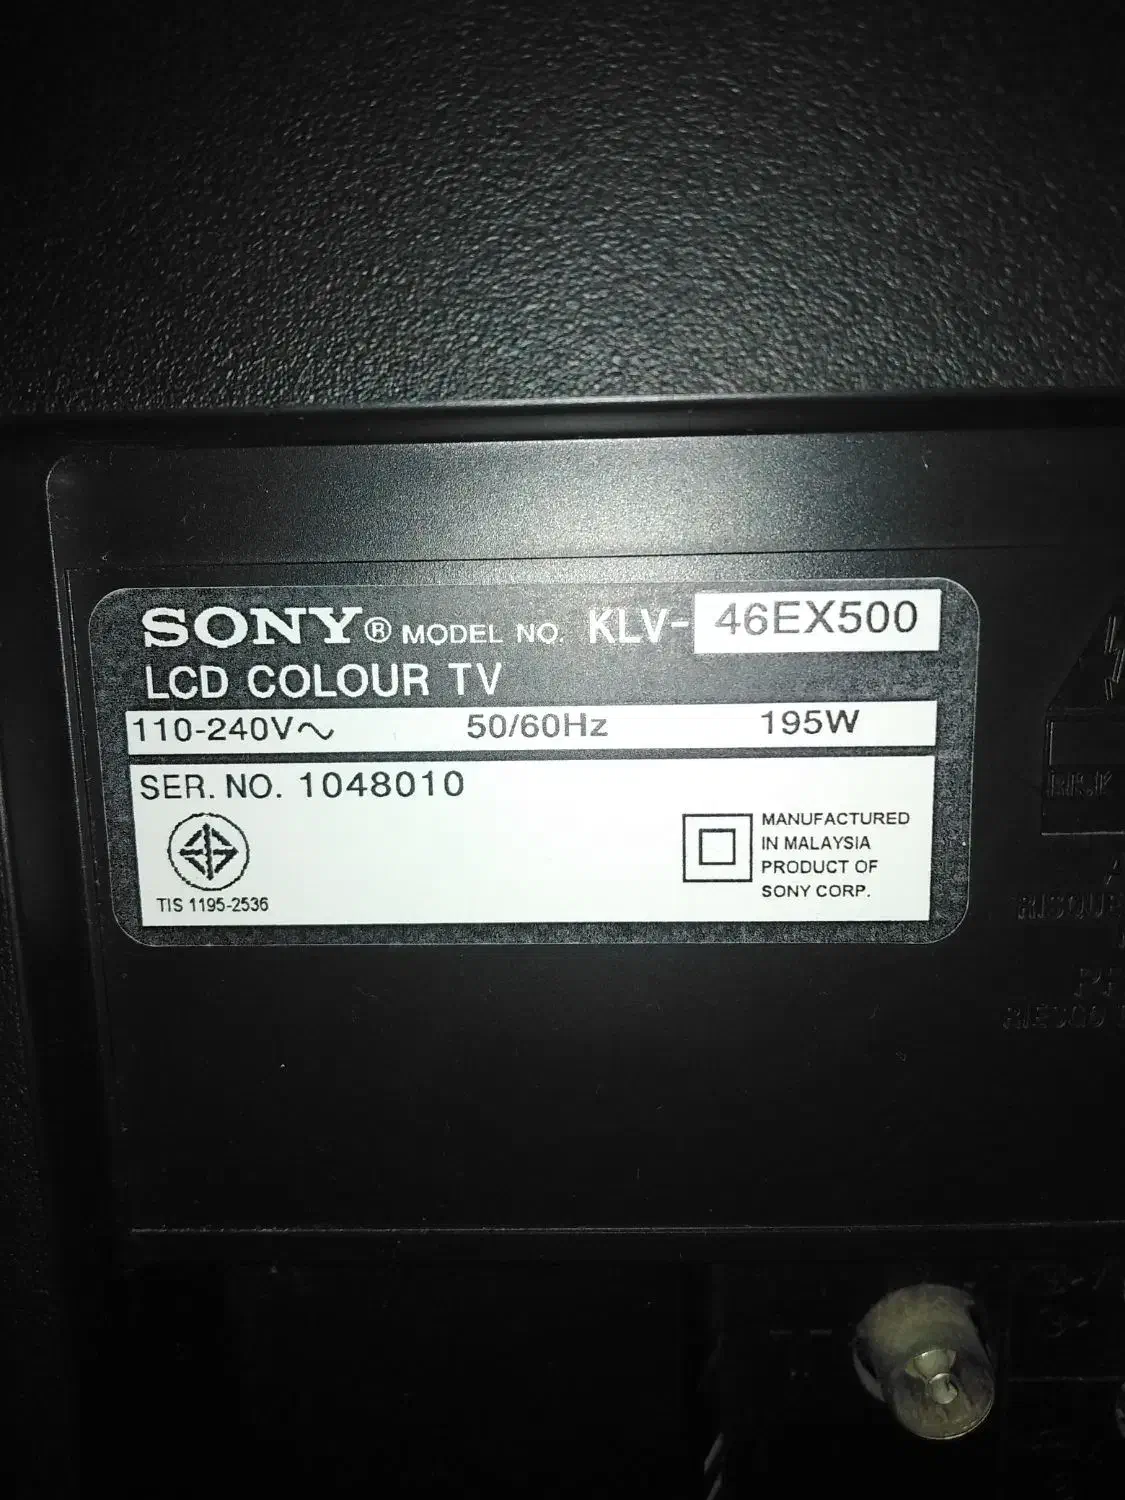 SONY® MODEL NO. KLV-46EX500
LCD COLOUR TV
110-240V~ 50/60Hz 195W
SER. NO. 1048010
TIS 1195-2536
MANUFACTURED
IN MALAYSIA
PRODUCT OF
SONY CORP.